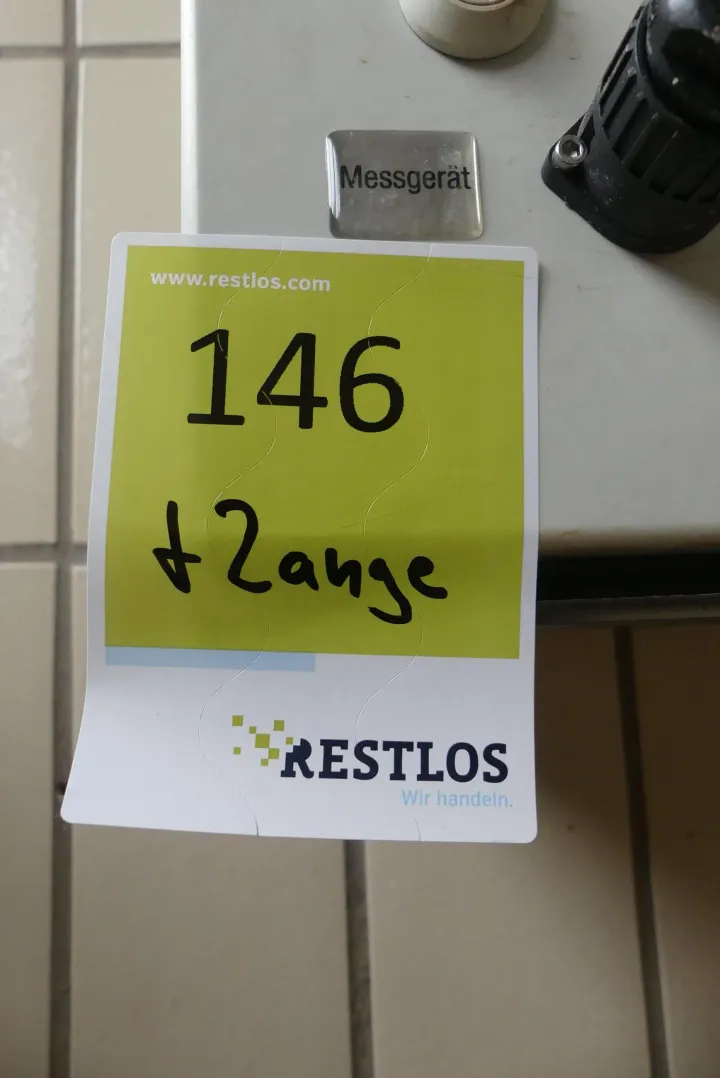 Messgerät
www.restlos.com
146
+ Zange
RESTLOS
Wir handeln.